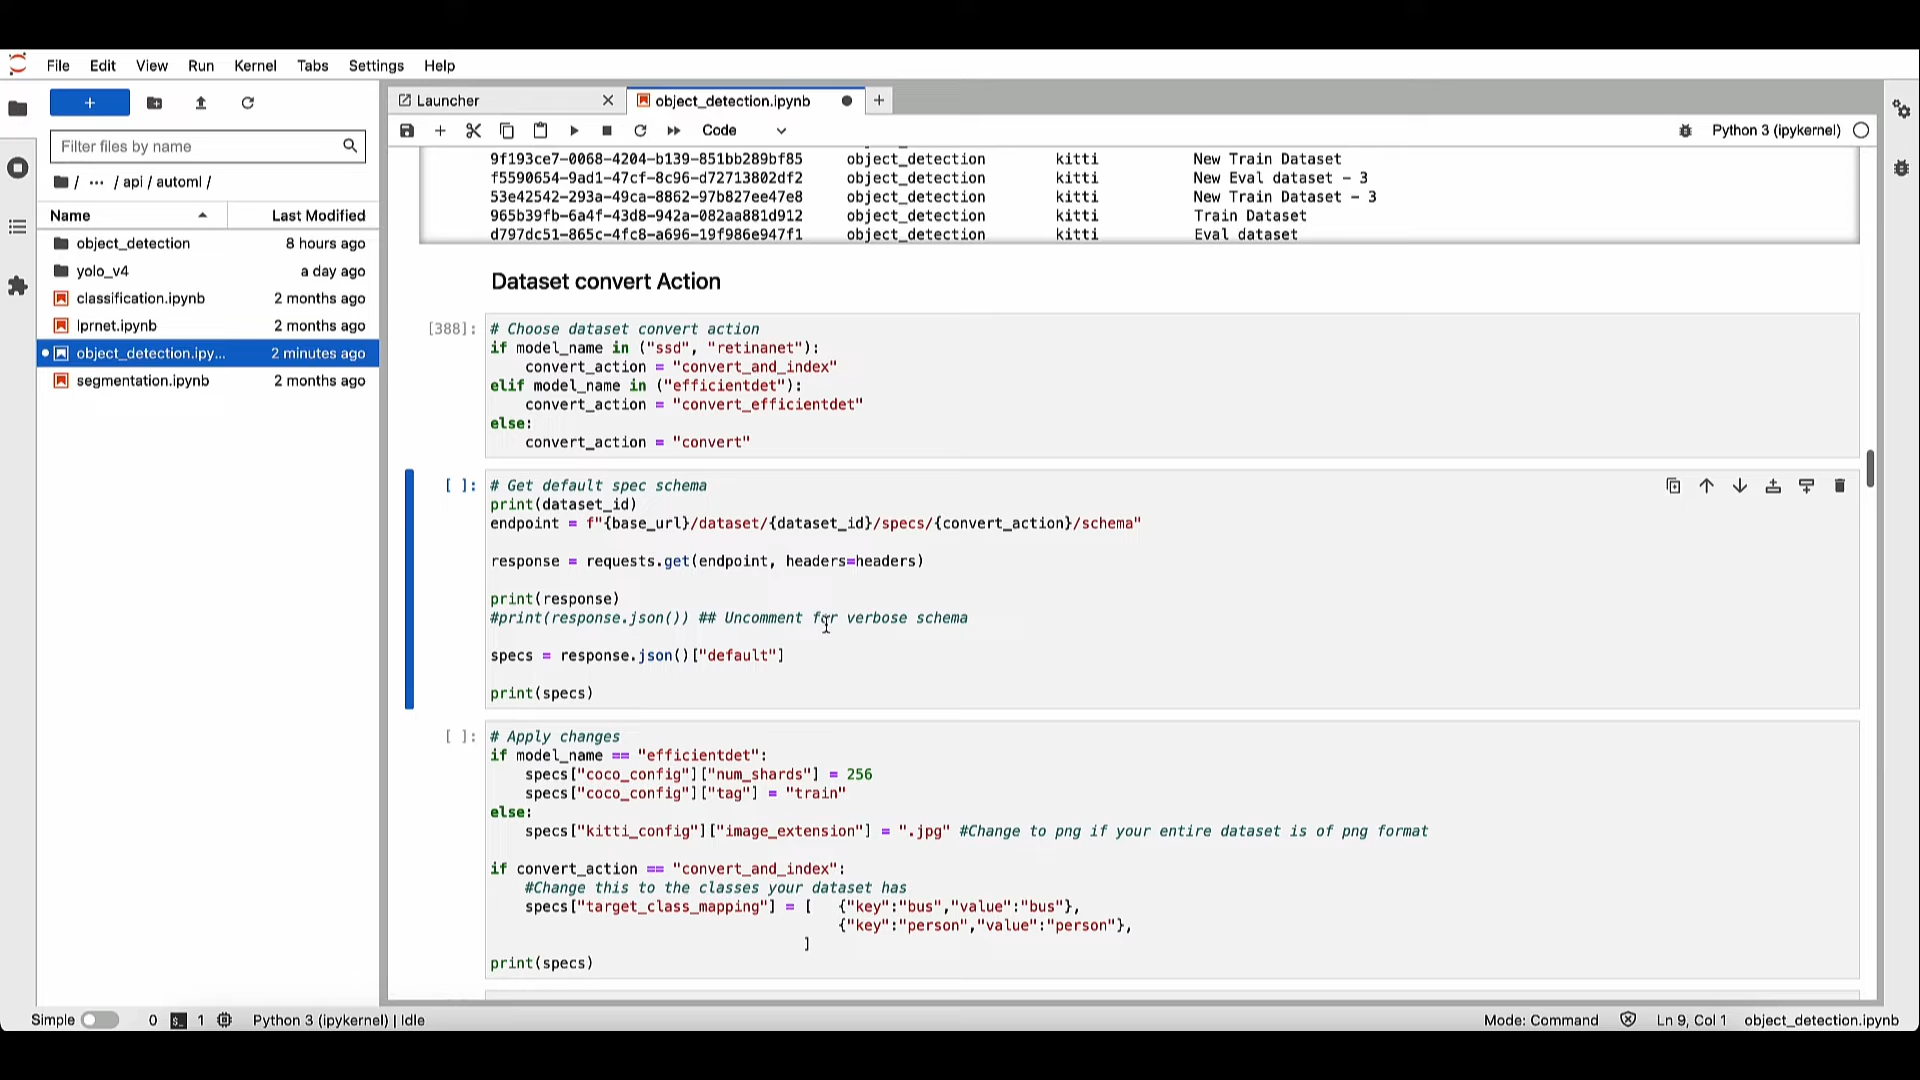 File Edit View Run Kernel Tabs Settings Help
+
Filter files by name
/ ··· / api / automl /
Name Last Modified
object_detection 8 hours ago
yolo_v4 a day ago
classification.ipynb 2 months ago
lprnet.ipynb 2 months ago
object_detection.ipy... 2 minutes ago
segmentation.ipynb 2 months ago
Launcher
object_detection.ipynb
Code
Python 3 (ipykernel)
9f193ce7-0068-4204-b139-851bb289bf85 object_detection kitti New Train Dataset
f5590654-9ad1-47cf-8c96-d72713802df2 object_detection kitti New Eval dataset - 3
53e42542-293a-49ca-8862-97b827ee47e8 object_detection kitti New Train Dataset - 3
965b39fb-6a4f-43d8-942a-082aa881d912 object_detection kitti Train Dataset
d797dc51-865c-4fc8-a696-19f986e947f1 object_detection kitti Eval dataset
Dataset convert Action
[388]: # Choose dataset convert action
if model_name in ("ssd", "retinanet"):
    convert_action = "convert_and_index"
elif model_name in ("efficientdet"):
    convert_action = "convert_efficientdet"
else:
    convert_action = "convert"
[ ]: # Get default spec schema
print(dataset_id)
endpoint = f"{base_url}/dataset/{dataset_id}/specs/{convert_action}/schema"
response = requests.get(endpoint, headers=headers)
print(response)
#print(response.json()) ## Uncomment for verbose schema
specs = response.json()["default"]
print(specs)
[ ]: # Apply changes
if model_name == "efficientdet":
    specs["coco_config"]["num_shards"] = 256
    specs["coco_config"]["tag"] = "train"
else:
    specs["kitti_config"]["image_extension"] = ".jpg" #Change to png if your entire dataset is of png format
if convert_action == "convert_and_index":
    #Change this to the classes your dataset has
    specs["target_class_mapping"] = [   {"key":"bus","value":"bus"},
                                        {"key":"person","value":"person"},
                                    ]
print(specs)
Simple 0 1 Python 3 (ipykernel) | Idle Mode: Command Ln 9, Col 1 object_detection.ipynb